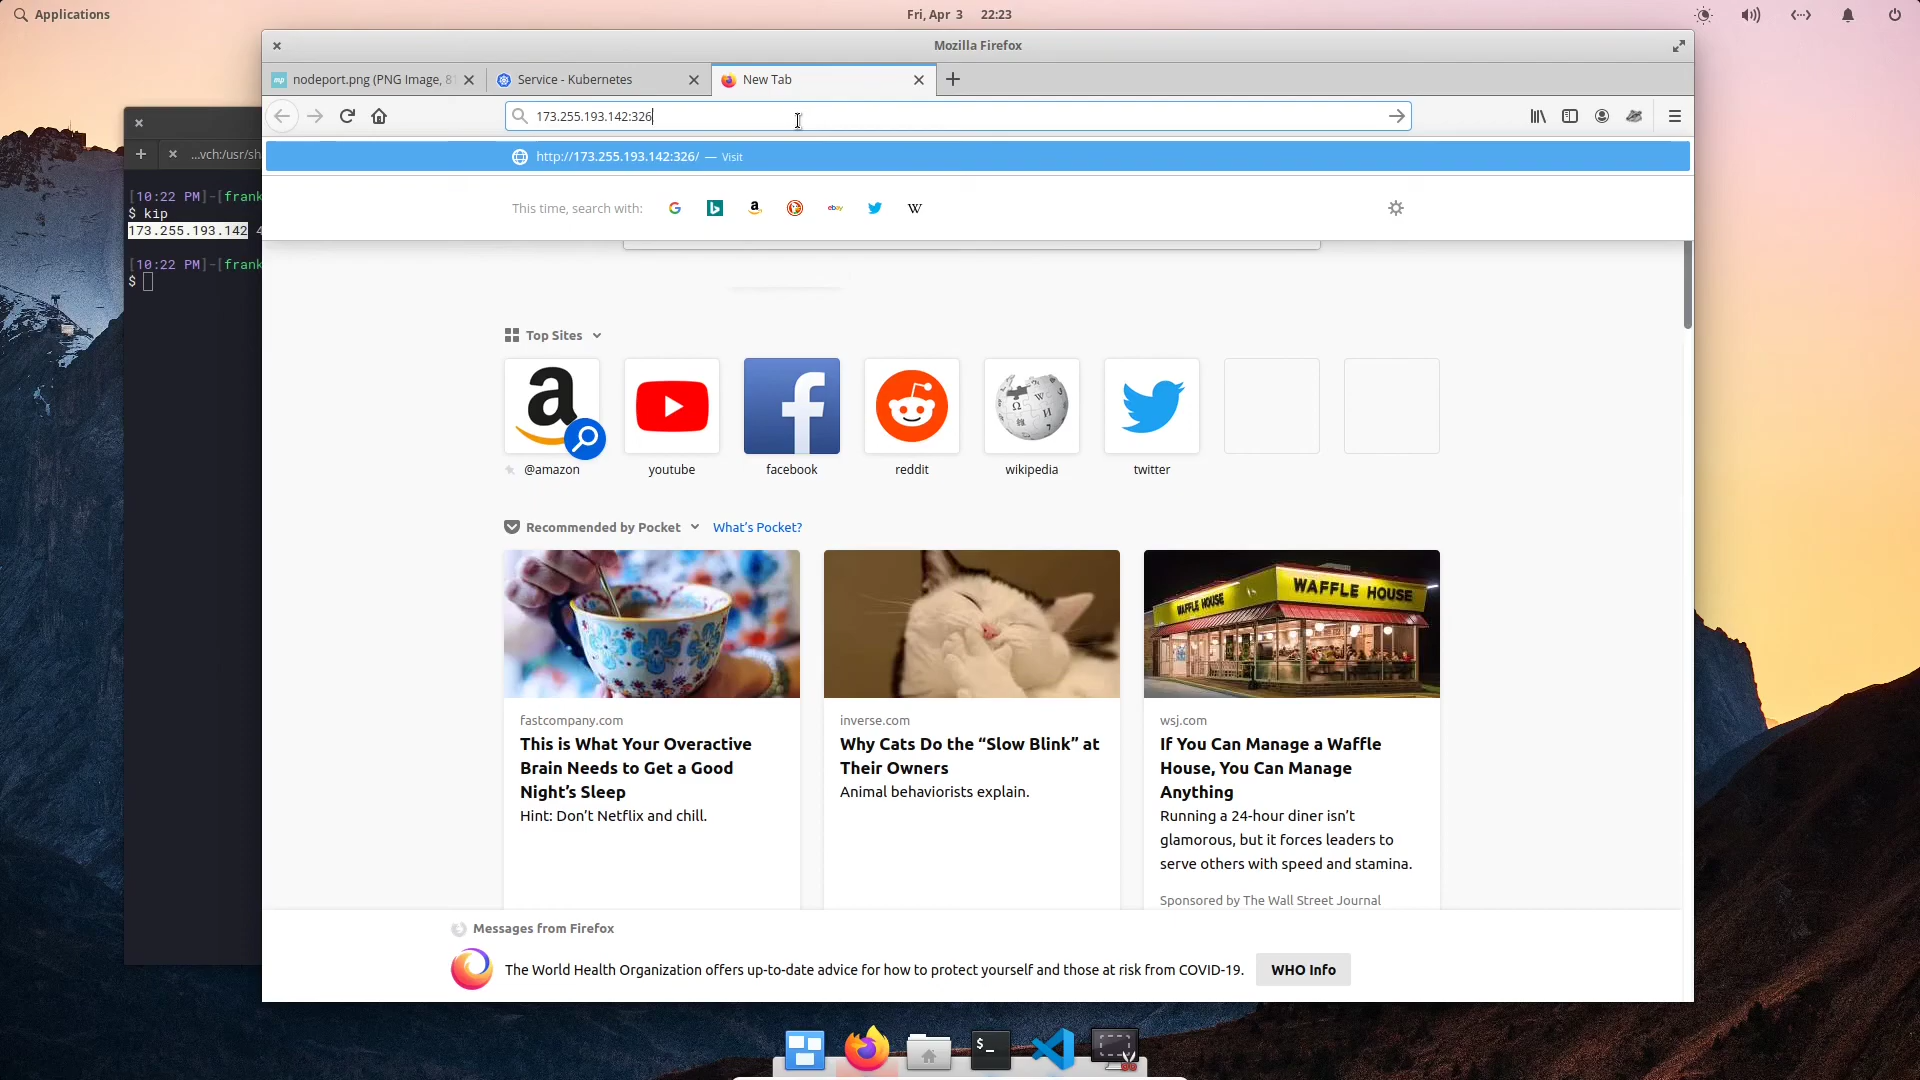 Applications
Fri, Apr 3 22:23
Mozilla Firefox
nodeport.png (PNG Image, 8
Service - Kubernetes
New Tab
173.255.193.142:326
http://173.255.193.142:326/ — Visit
This time, search with:
ebay
W
...vch:/usr/sh
[10:22 PM]-[frank
$ kip
173.255.193.142 4
[10:22 PM]-[frank
$
Top Sites
@amazon
youtube
facebook
reddit
wikipedia
twitter
Recommended by Pocket
What's Pocket?
WAFFLE HOUSE
WAFFLE HOUSE
fastcompany.com
This is What Your Overactive
Brain Needs to Get a Good
Night’s Sleep
Hint: Don’t Netflix and chill.
inverse.com
Why Cats Do the “Slow Blink” at
Their Owners
Animal behaviorists explain.
wsj.com
If You Can Manage a Waffle
House, You Can Manage
Anything
Running a 24-hour diner isn’t
glamorous, but it forces leaders to
serve others with speed and stamina.
Sponsored by The Wall Street Journal
Messages from Firefox
The World Health Organization offers up-to-date advice for how to protect yourself and those at risk from COVID-19.
WHO Info
$_